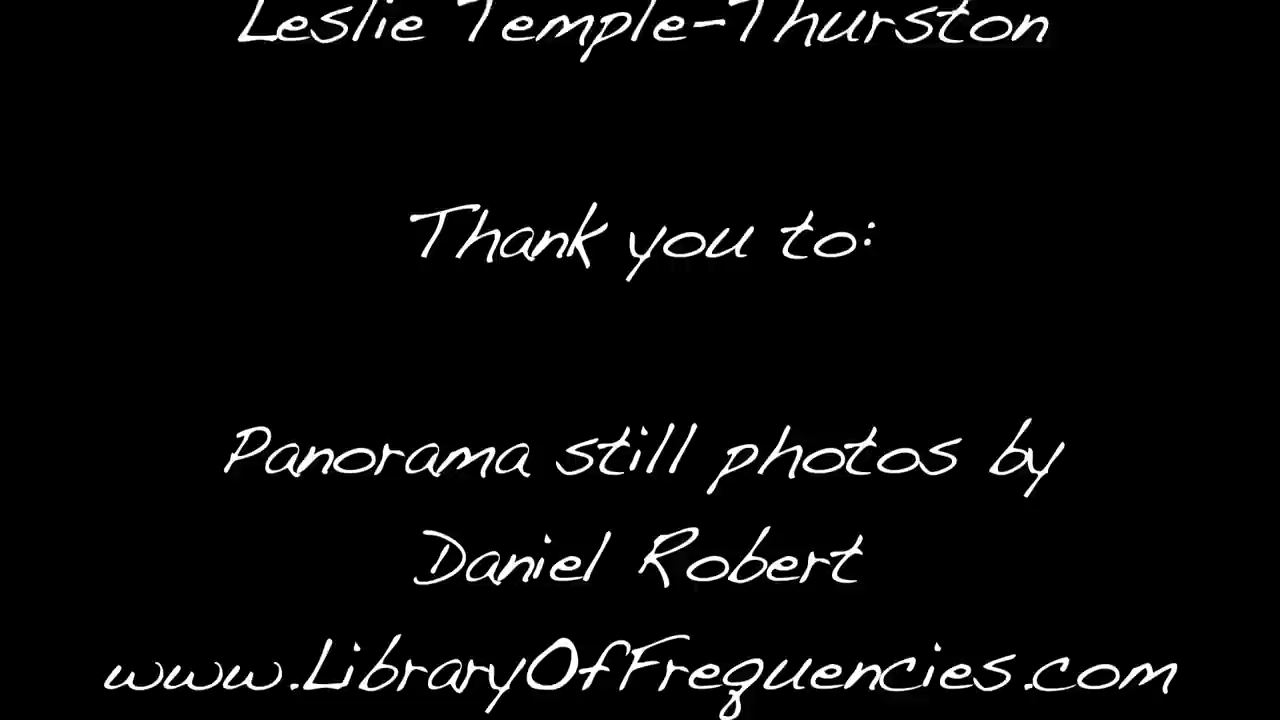 Leslie Temple-Thurston
Thank you to:
Panorama still photos by
Daniel Robert
www.LibraryOfFrequencies.com